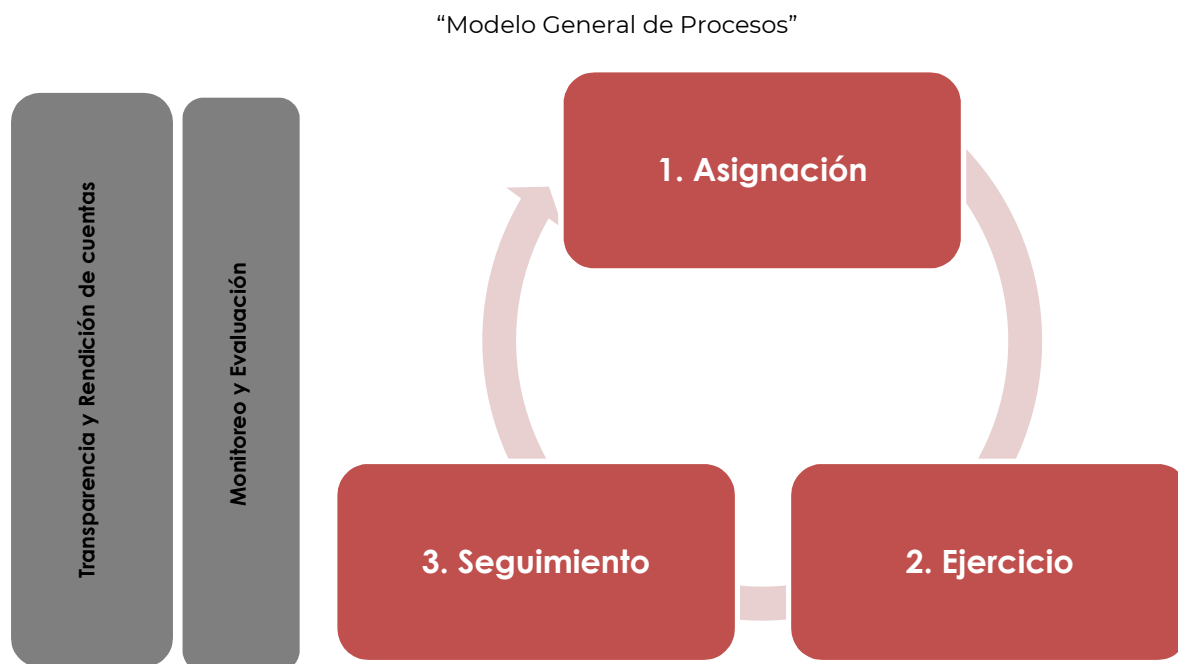 “Modelo General de Procesos”
Transparencia y Rendición de cuentas
Monitoreo y Evaluación
1. Asignación
3. Seguimiento
2. Ejercicio